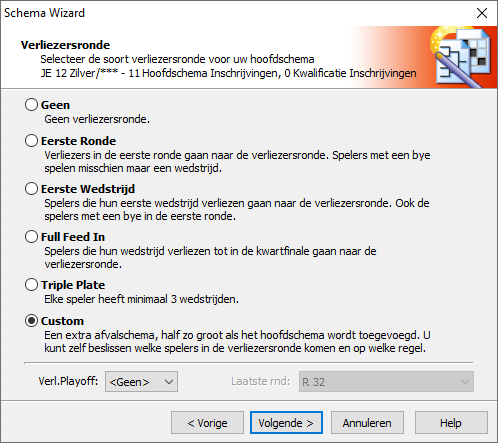 Schema Wizard
Verliezersronde
Selecteer de soort verliezersronde voor uw hoofdschema
JE 12 Zilver/*** - 11 Hoofdschema Inschrijvingen, 0 Kwalificatie Inschrijvingen
Geen
Geen verliezersronde.
Eerste Ronde
Verliezers in de eerste ronde gaan naar de verliezersronde. Spelers met een bye
spelen misschien maar een wedstrijd.
Eerste Wedstrijd
Spelers die hun eerste wedstrijd verliezen gaan naar de verliezersronde. Ook de
spelers met een bye in de eerste ronde.
Full Feed In
Spelers die hun wedstrijd verliezen tot in de kwartfinale gaan naar de
verliezersronde.
Triple Plate
Elke speler heeft minimaal 3 wedstrijden.
Custom
Een extra afvalschema, half zo groot als het hoofdschema wordt toegevoegd. U
kunt zelf beslissen welke spelers in de verliezersronde komen en op welke regel.
Verl.Playoff: <Geen> Laatste rnd: R 32
< Vorige Volgende > Annuleren Help